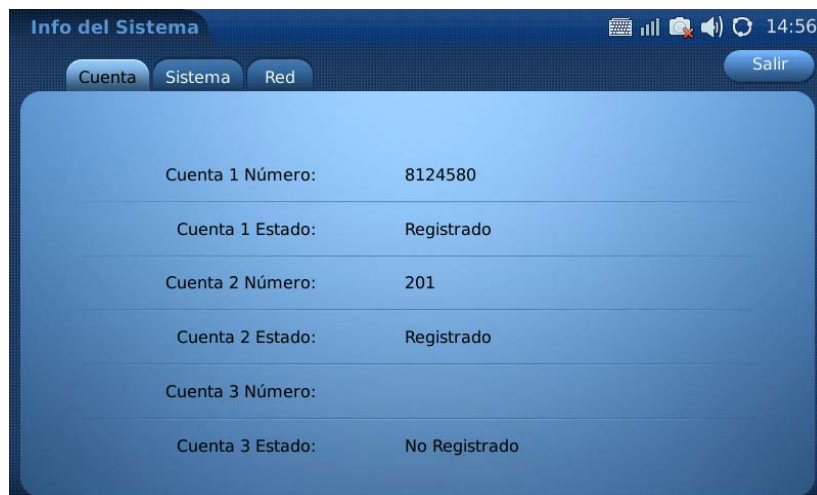 Info del Sistema 14:56
Salir
Cuenta Sistema Red
Cuenta 1 Número: 8124580
Cuenta 1 Estado: Registrado
Cuenta 2 Número: 201
Cuenta 2 Estado: Registrado
Cuenta 3 Número:
Cuenta 3 Estado: No Registrado